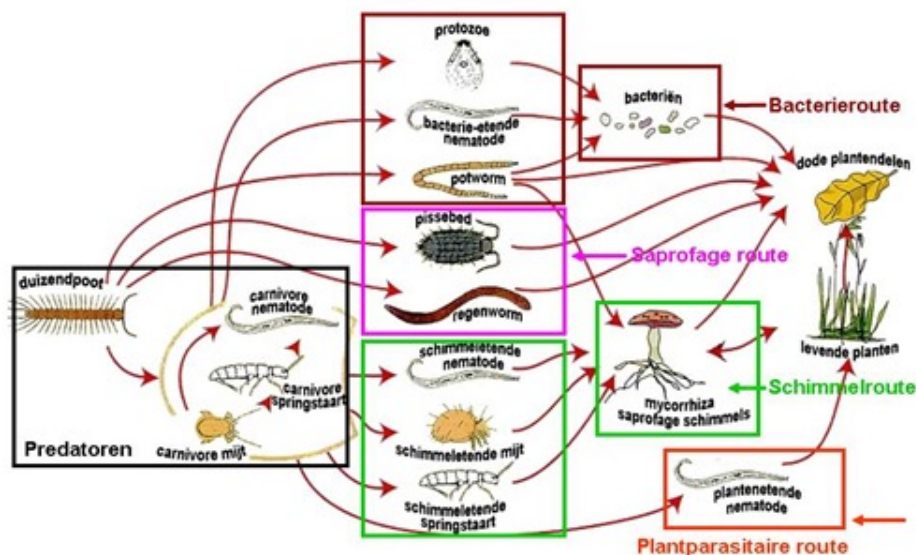 protozoe
bacterie-etende
nematode
potworm
bacteriën
Bacterieroute
dode plantendelen
pissebed
Saprofage route
regenworm
duizendpoot
carnivore
nematode
carnivore
springstaart
carnivore mijt
Predatoren
schimmeletende
nematode
schimmeletende mijt
schimmeletende
springstaart
mycorrhiza
saprofage schimmels
levende planten
Schimmelroute
plantenetende
nematode
Plantparasitaire route